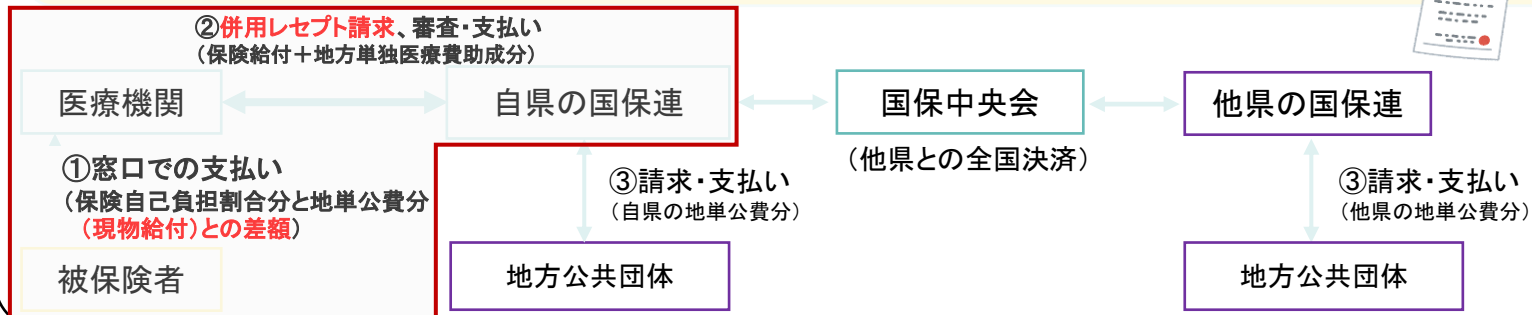 ②併用レセプト請求、審査・支払い
（保険給付＋地方単独医療費助成分）
医療機関
自県の国保連
国保中央会
他県の国保連
（他県との全国決済）
①窓口での支払い
（保険自己負担割合分と地単公費分
（現物給付）との差額）
③請求・支払い
（自県の地単公費分）
③請求・支払い
（他県の地単公費分）
被保険者
地方公共団体
地方公共団体